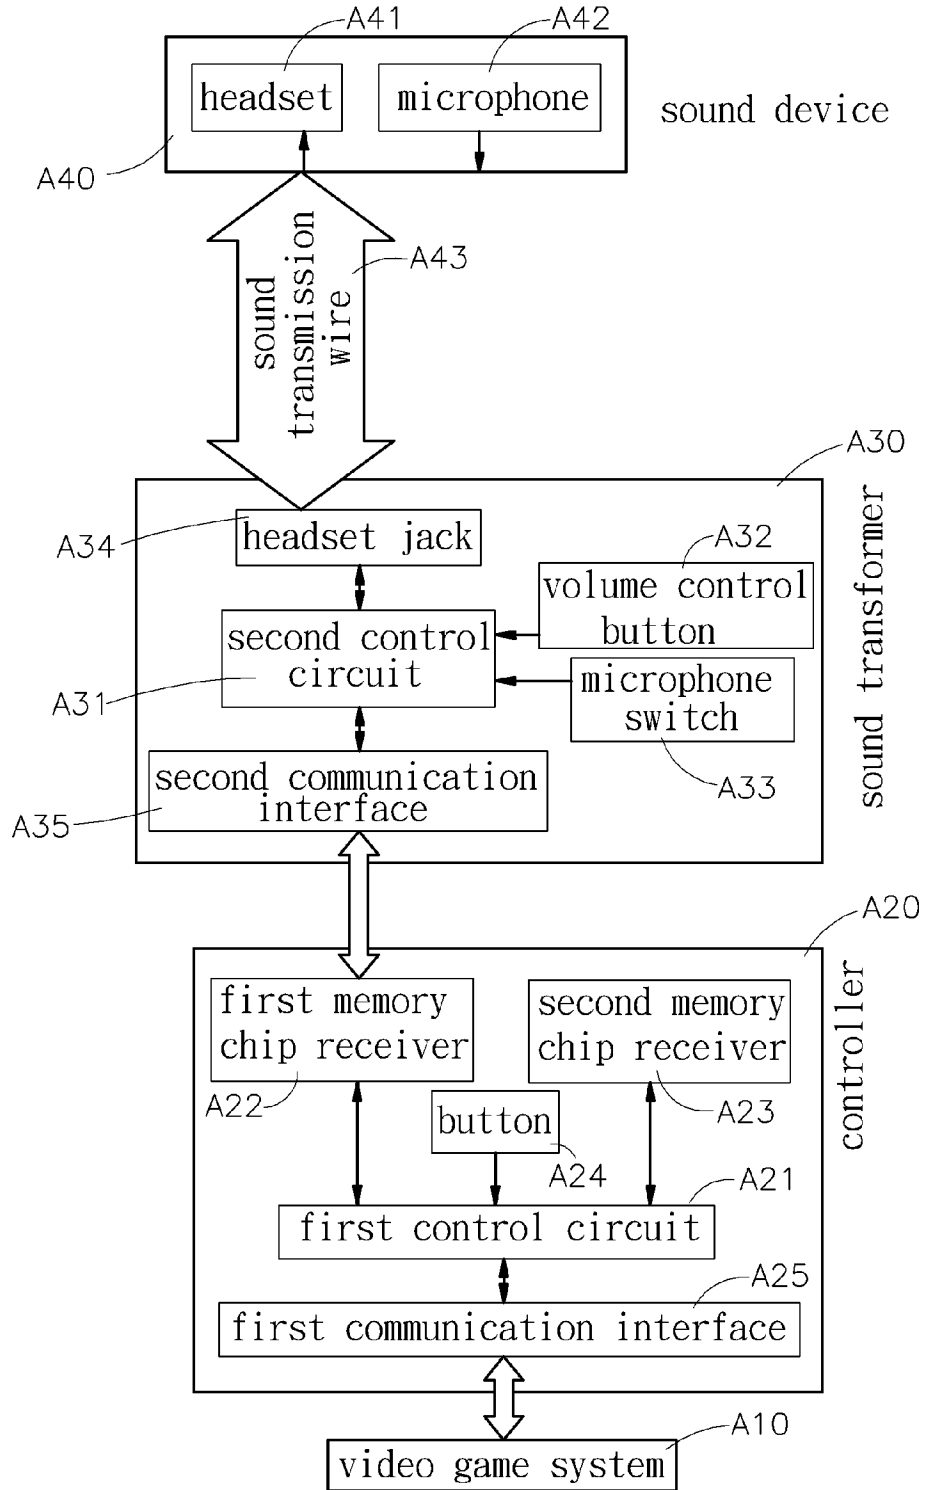 A41
A42
headset
microphone
sound device
A40
sound
transmission
wire
A43
A30
sound transformer
A34
headset jack
A32
volume control
button
second control
circuit
A31
microphone
switch
A33
second communication
interface
A35
A20
controller
first memory
chip receiver
second memory
chip receiver
A22
A23
button
A24
A21
first control circuit
A25
first communication interface
A10
video game system